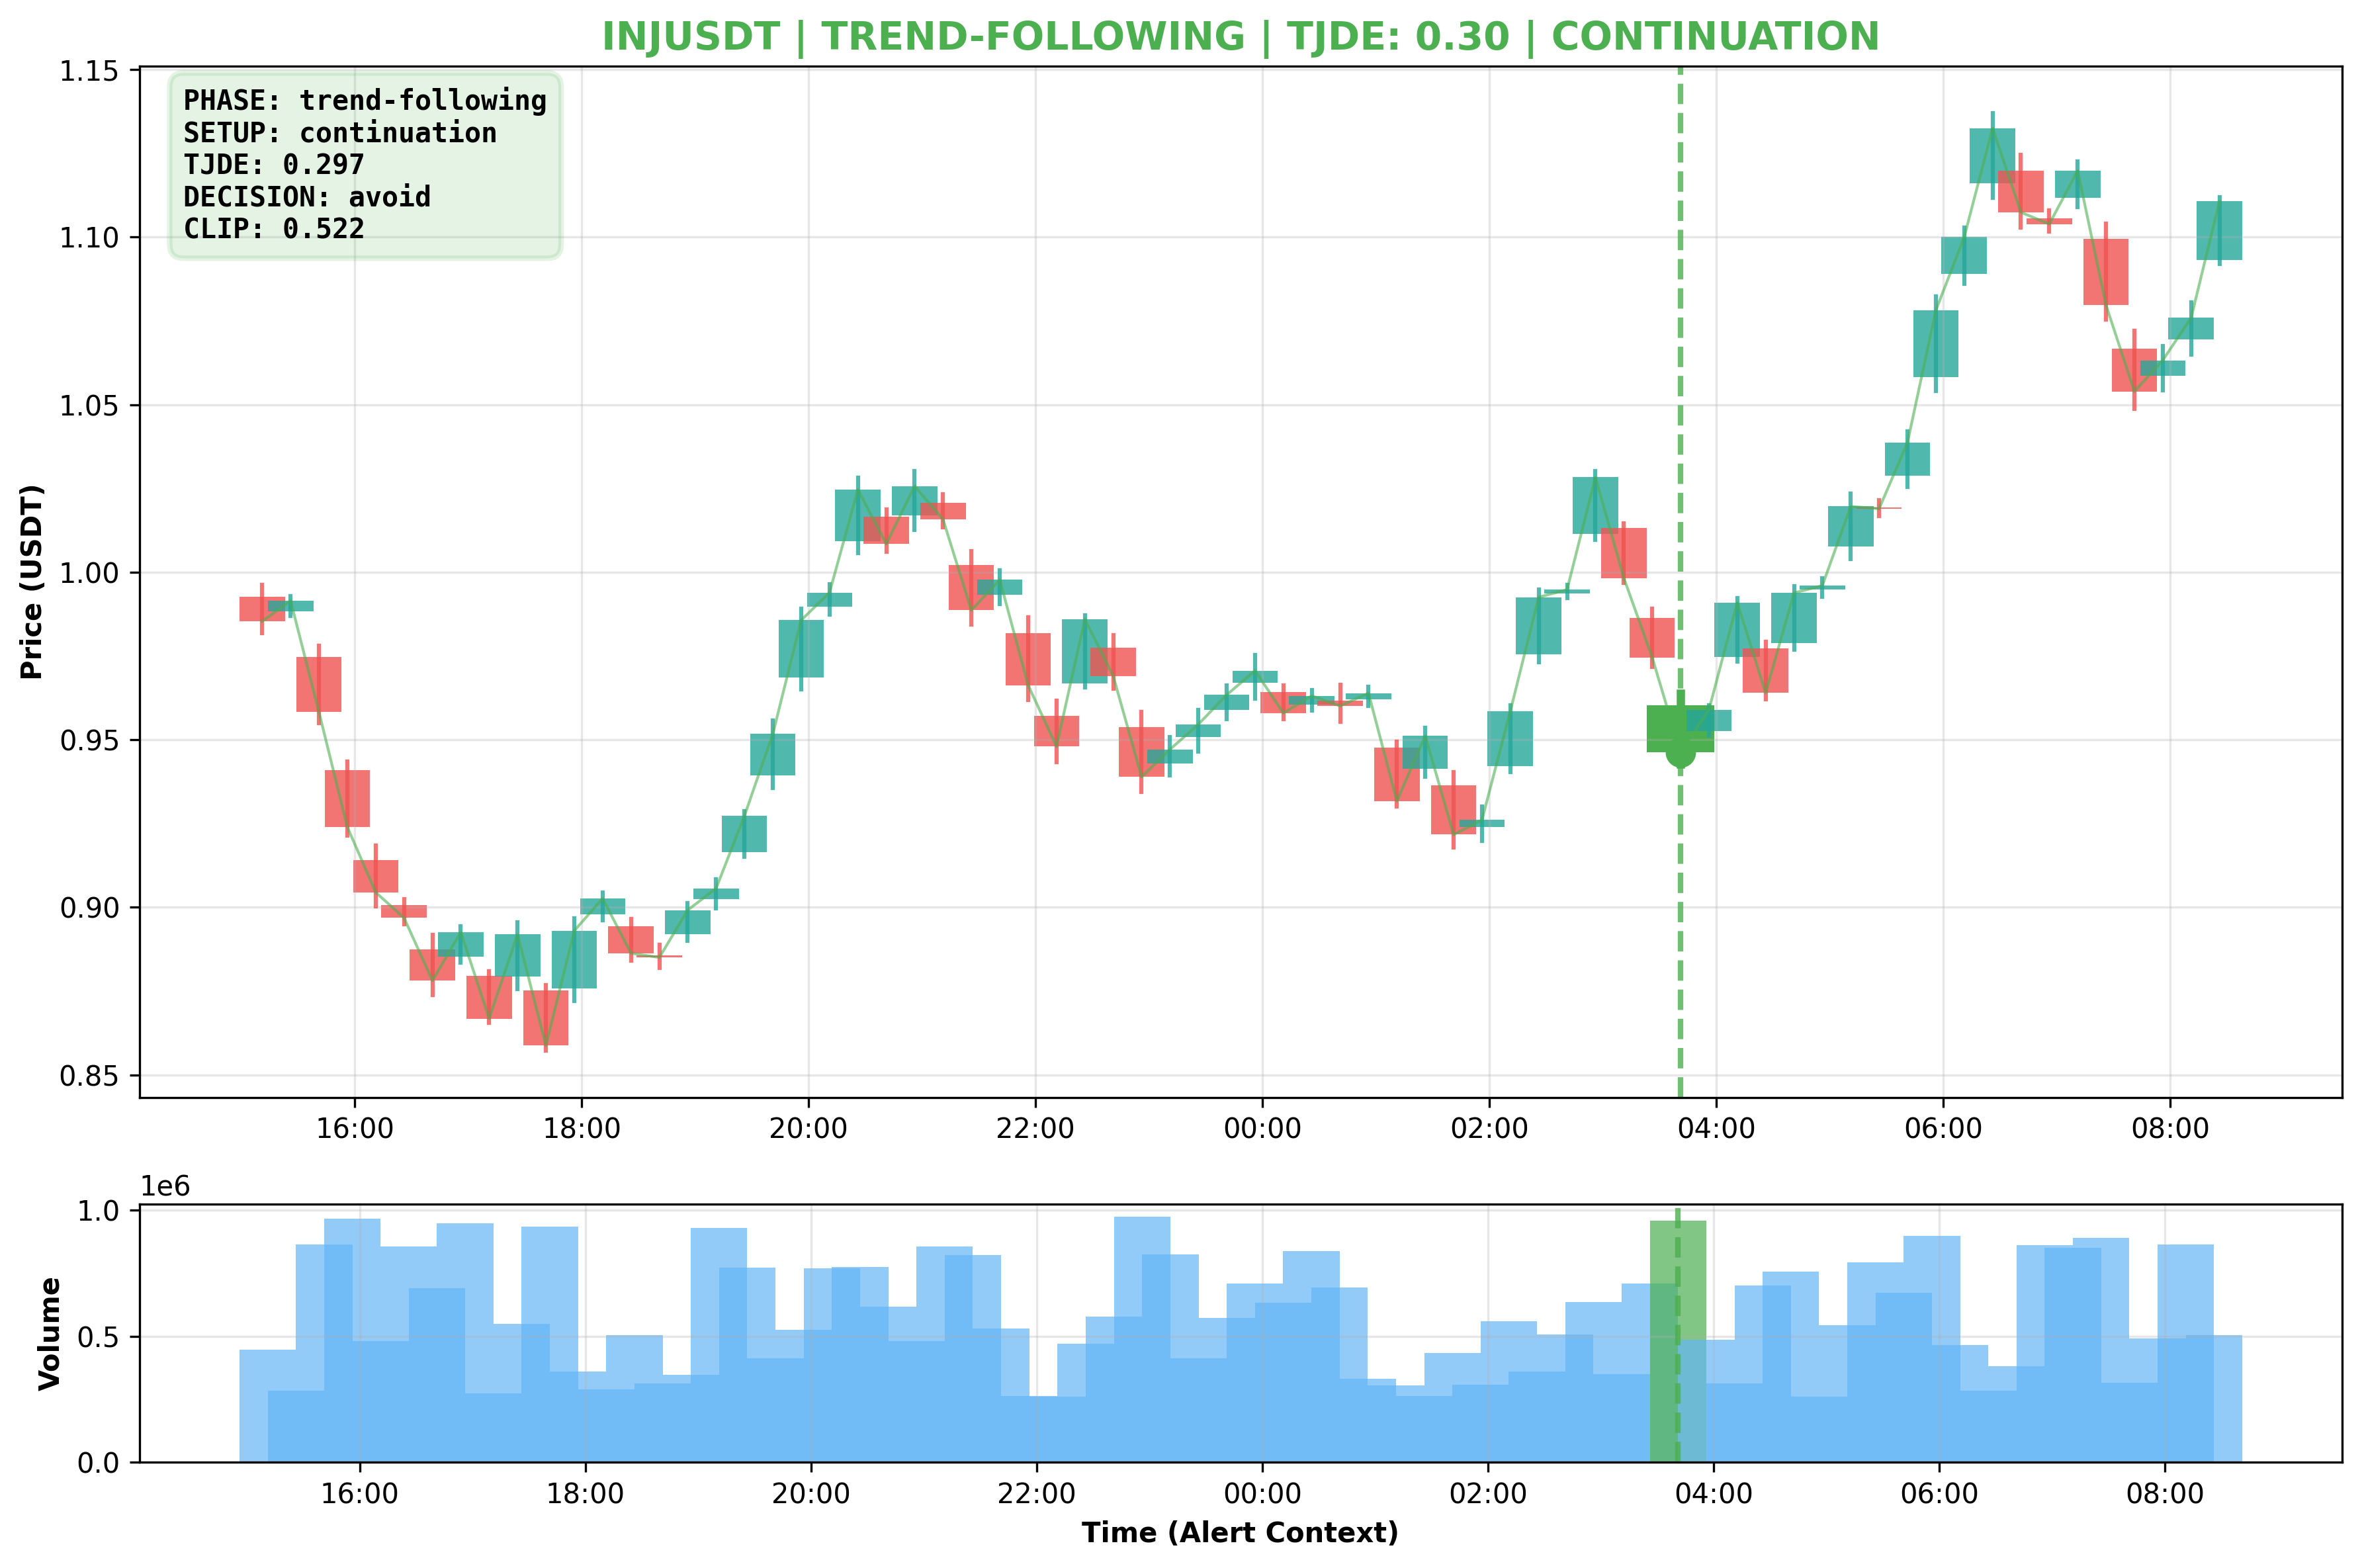 INJUSDT | TREND-FOLLOWING | TJDE: 0.30 | CONTINUATION
PHASE: trend-following
SETUP: continuation
TJDE: 0.297
DECISION: avoid
CLIP: 0.522
Price (USDT)
1.15
1.10
1.05
1.00
0.95
0.90
0.85
16:00 18:00 20:00 22:00 00:00 02:00 04:00 06:00 08:00
1e6
Volume
1.0
0.5
0.0
16:00 18:00 20:00 22:00 00:00 02:00 04:00 06:00 08:00
Time (Alert Context)